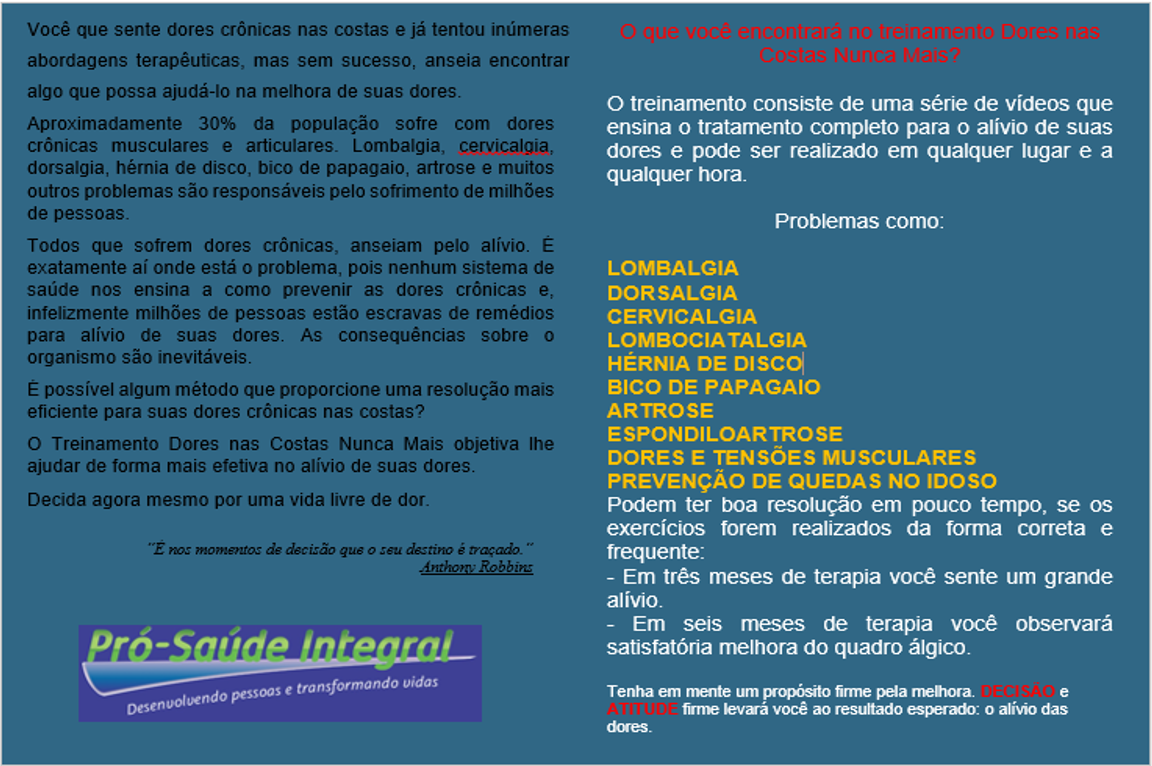 Você que sente dores crônicas nas costas e já tentou inúmeras
abordagens terapêuticas, mas sem sucesso, anseia encontrar
algo que possa ajudá-lo na melhora de suas dores.
Aproximadamente 30% da população sofre com dores
crônicas musculares e articulares. Lombalgia, cervicalgia,
dorsalgia, hérnia de disco, bico de papagaio, artrose e muitos
outros problemas são responsáveis pelo sofrimento de milhões
de pessoas.
Todos que sofrem dores crônicas, anseiam pelo alívio. É
exatamente aí onde está o problema, pois nenhum sistema de
saúde nos ensina a como prevenir as dores crônicas e,
infelizmente milhões de pessoas estão escravas de remédios
para alívio de suas dores. As consequências sobre o
organismo são inevitáveis.
É possível algum método que proporcione uma resolução mais
eficiente para suas dores crônicas nas costas?
O Treinamento Dores nas Costas Nunca Mais objetiva lhe
ajudar de forma mais efetiva no alívio de suas dores.
Decida agora mesmo por uma vida livre de dor.
"É nos momentos de decisão que o seu destino é traçado."
Anthony Robbins
Pró-Saúde Integral
Desenvolvendo pessoas e transformando vidas
O que você encontrará no treinamento Dores nas
Costas Nunca Mais?
O treinamento consiste de uma série de vídeos que
ensina o tratamento completo para o alívio de suas
dores e pode ser realizado em qualquer lugar e a
qualquer hora.
Problemas como:
LOMBALGIA
DORSALGIA
CERVICALGIA
LOMBOCIATALGIA
HÉRNIA DE DISCO
BICO DE PAPAGAIO
ARTROSE
ESPONDILOARTROSE
DORES E TENSÕES MUSCULARES
PREVENÇÃO DE QUEDAS NO IDOSO
Podem ter boa resolução em pouco tempo, se os
exercícios forem realizados da forma correta e
frequente:
- Em três meses de terapia você sente um grande
alívio.
- Em seis meses de terapia você observará
satisfatória melhora do quadro álgico.
Tenha em mente um propósito firme pela melhora. DECISÃO e
ATITUDE firme levará você ao resultado esperado: o alívio das
dores.